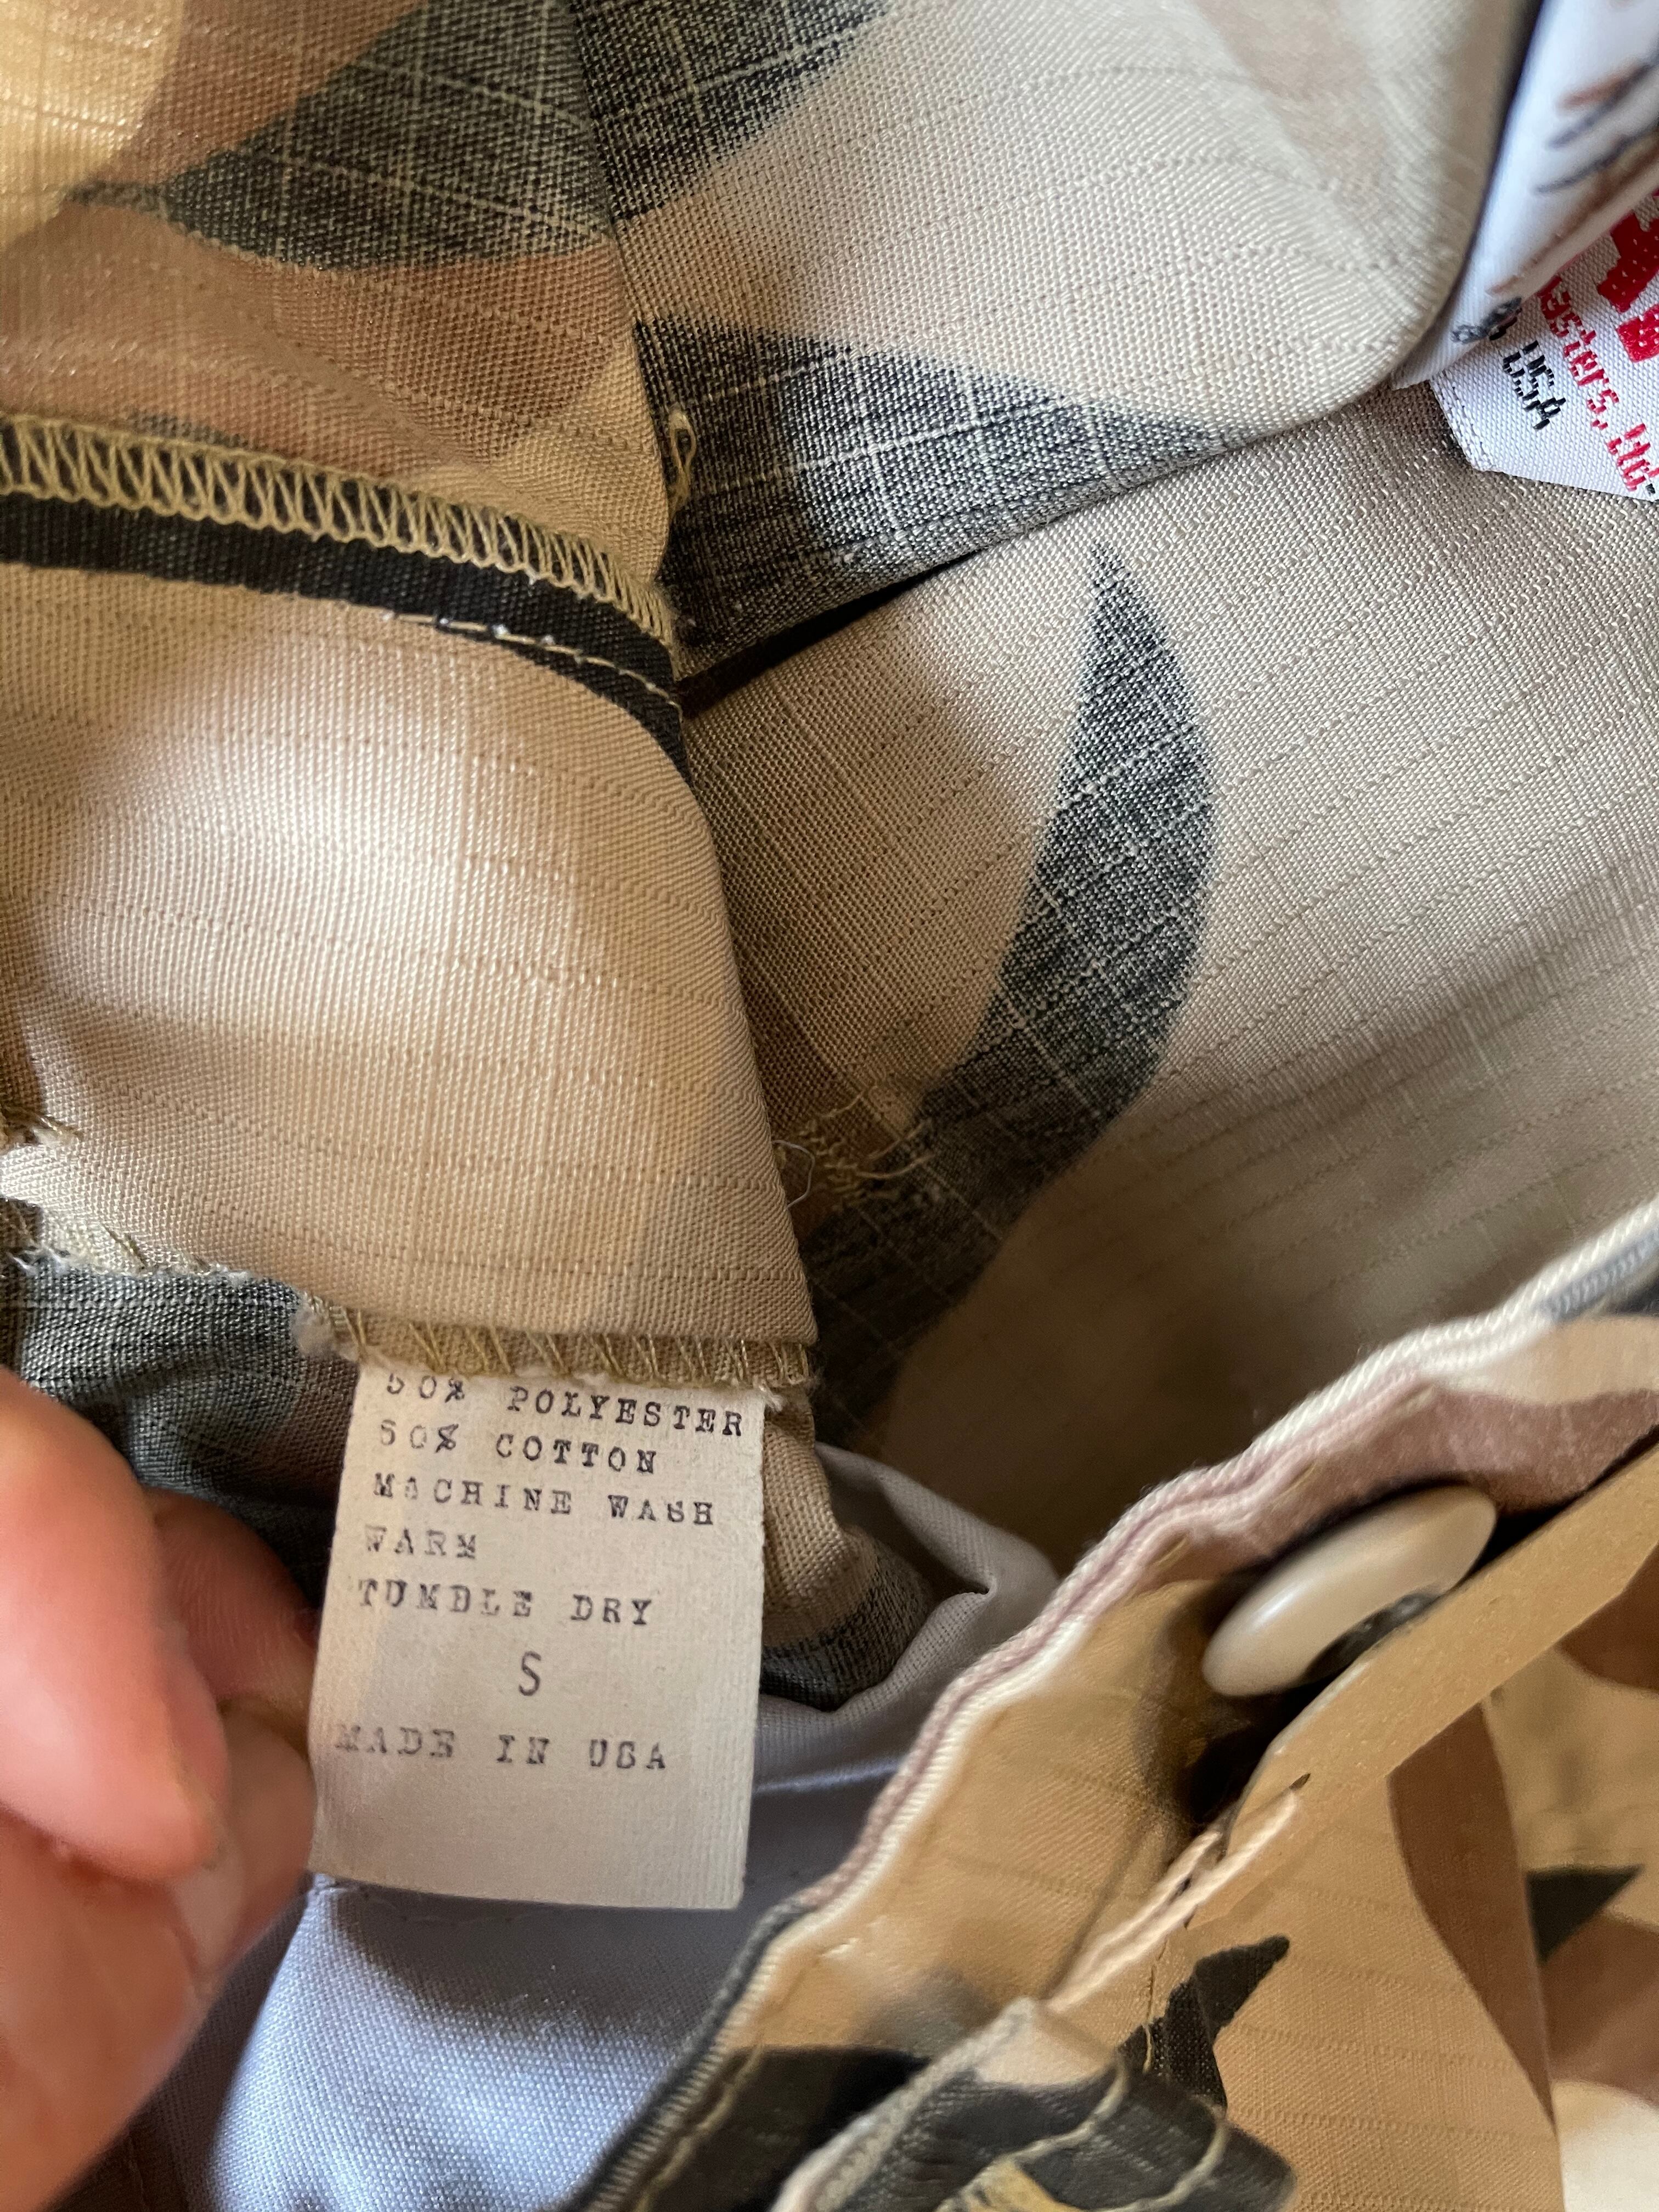 USA
50% POLYESTER
50% COTTON
MACHINE WASH
WARM
TUMBLE DRY
S
MADE IN USA